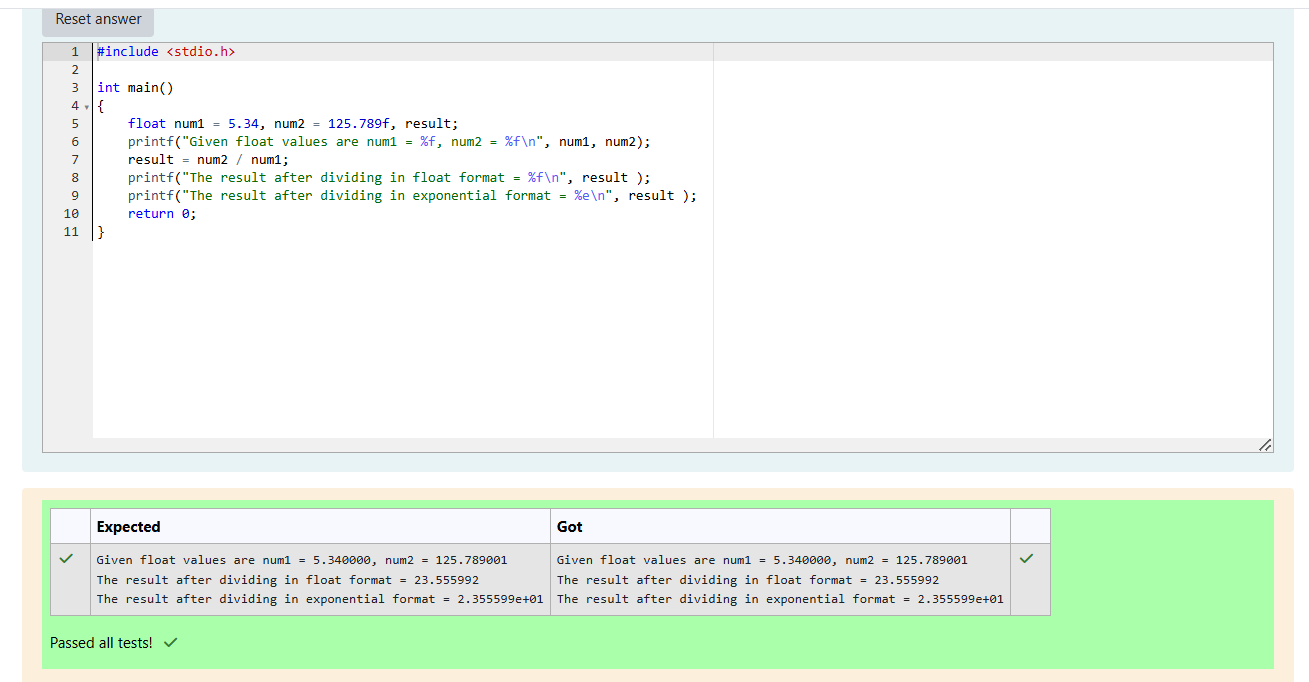 Reset answer
1 #include <stdio.h>
2
3 int main()
4 {
5     float num1 = 5.34, num2 = 125.789f, result;
6     printf("Given float values are num1 = %f, num2 = %f\n", num1, num2);
7     result = num2 / num1;
8     printf("The result after dividing in float format = %f\n", result );
9     printf("The result after dividing in exponential format = %e\n", result );
10     return 0;
11 }
Expected Got
Given float values are num1 = 5.340000, num2 = 125.789001 Given float values are num1 = 5.340000, num2 = 125.789001
The result after dividing in float format = 23.555992 The result after dividing in float format = 23.555992
The result after dividing in exponential format = 2.355599e+01 The result after dividing in exponential format = 2.355599e+01
Passed all tests!